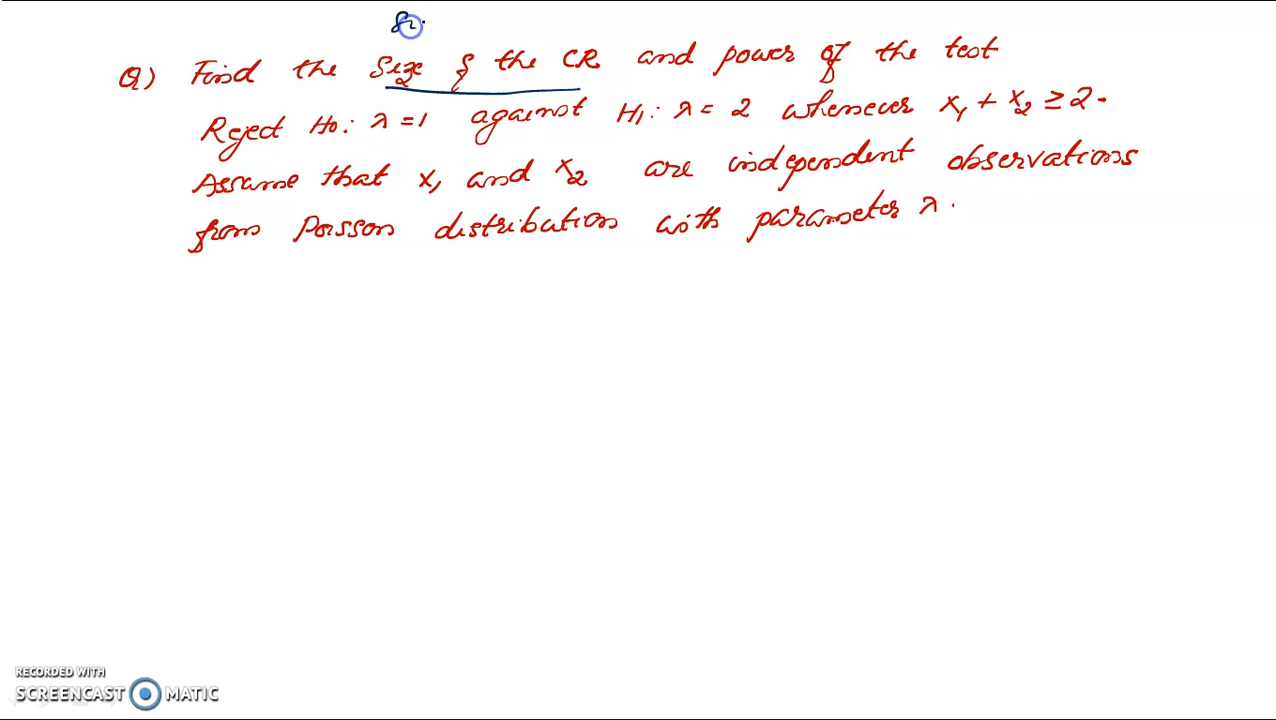 Q) Find the Size of the CR and power of the test
Reject H0: λ = 1 against H1: λ = 2 whenever x1 + x2 ≥ 2.
Assume that x1 and x2 are independent observations
from Poisson distribution with parameter λ.
RECORDED WITH
SCREENCAST MATIC